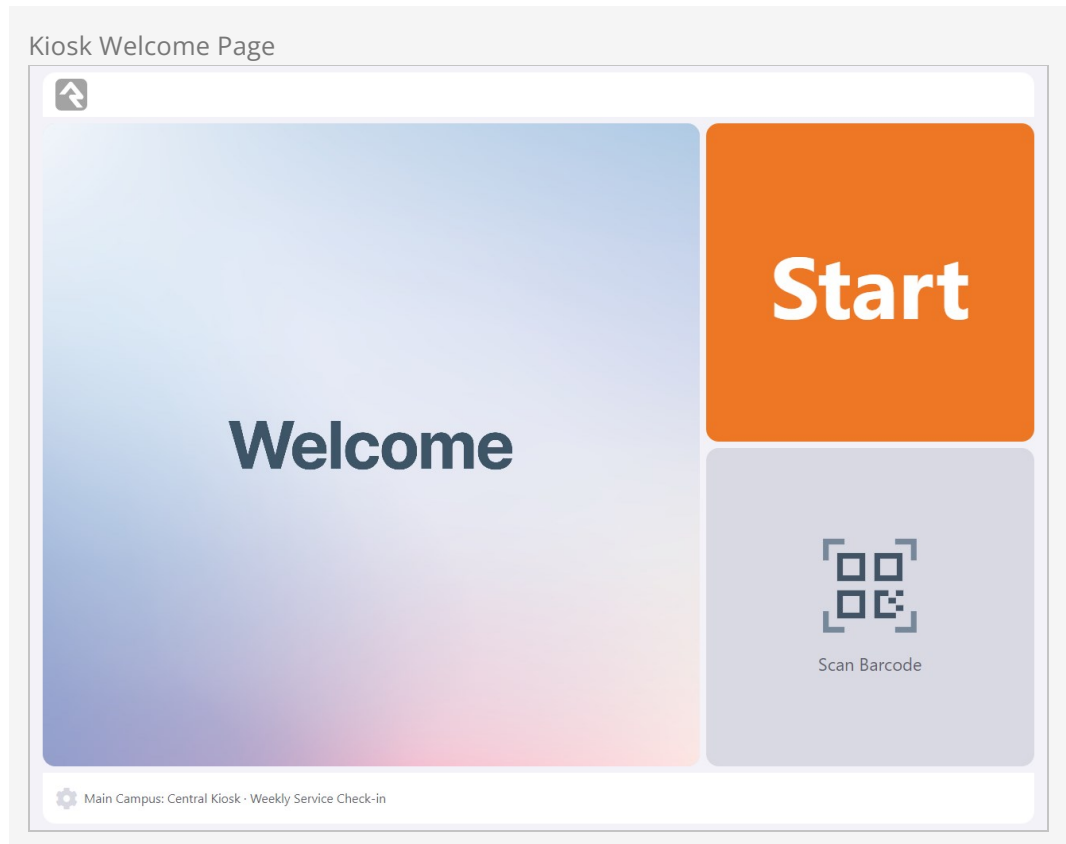 Kiosk Welcome Page
Welcome
Start
Scan Barcode
Main Campus: Central Kiosk · Weekly Service Check-in